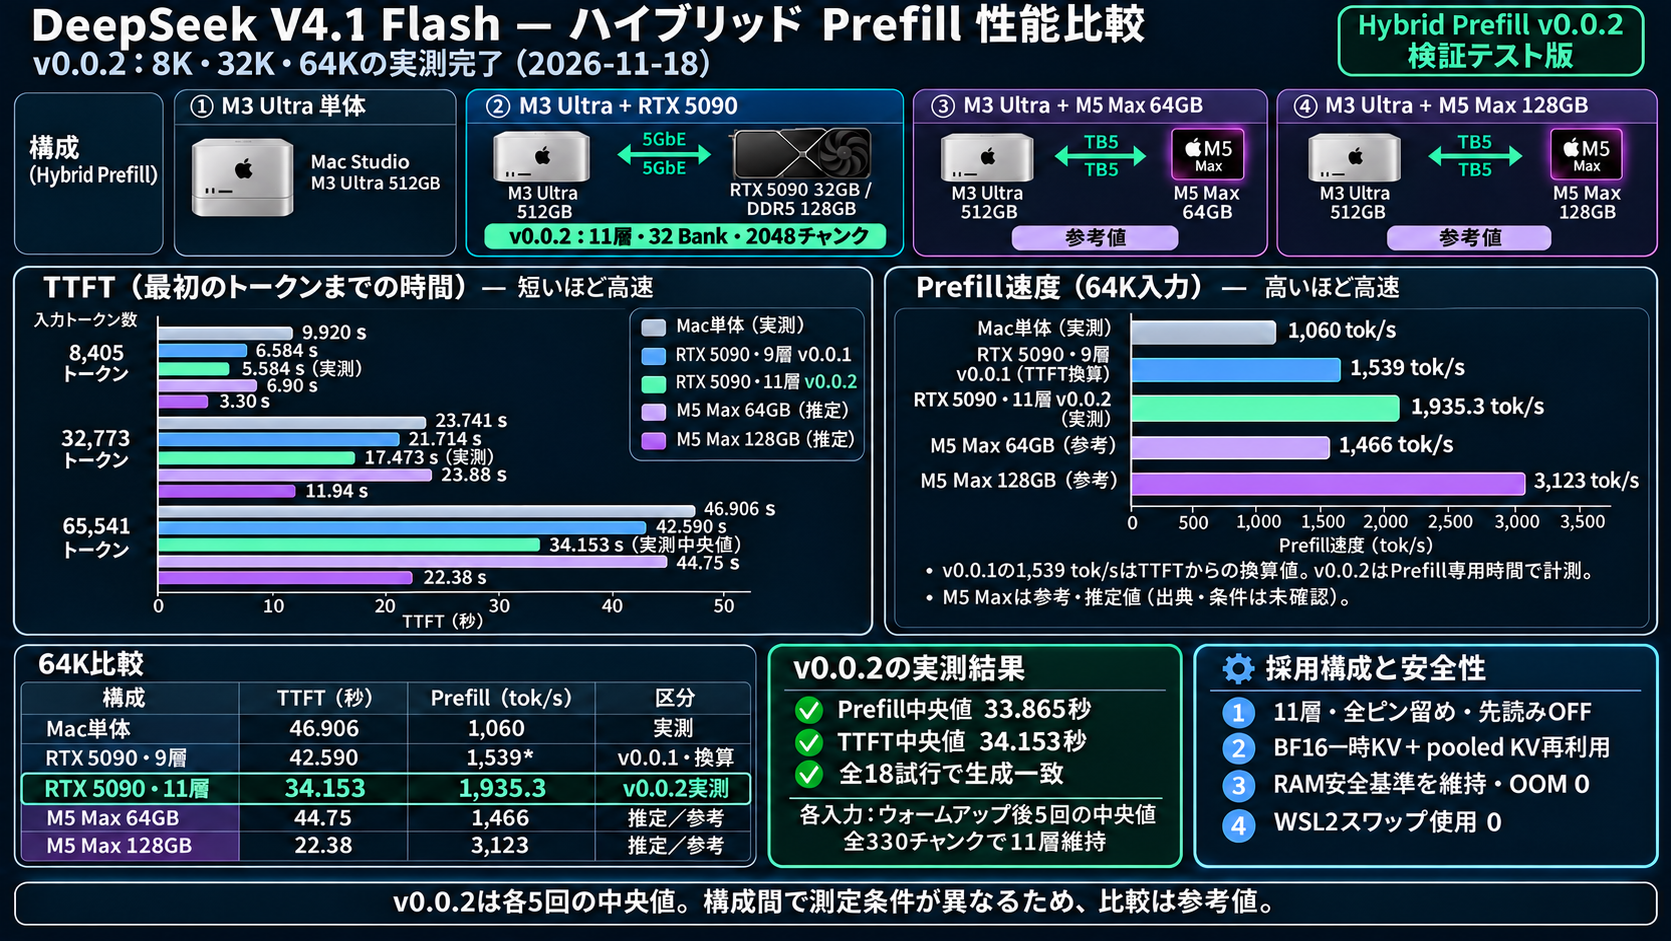 DeepSeek V4.1 Flash — ハイブリッド Prefill 性能比較
v0.0.2：8K・32K・64Kの実測完了（2026-11-18）
Hybrid Prefill v0.0.2
検証テスト版
構成
(Hybrid Prefill)
① M3 Ultra 単体
Mac Studio
M3 Ultra 512GB
② M3 Ultra + RTX 5090
5GbE
5GbE
M3 Ultra
512GB
RTX 5090 32GB /
DDR5 128GB
v0.0.2：11層・32 Bank・2048チャンク
③ M3 Ultra + M5 Max 64GB
TB5
TB5
M5
Max
M3 Ultra
512GB
M5 Max
64GB
参考値
④ M3 Ultra + M5 Max 128GB
TB5
TB5
M5
Max
M3 Ultra
512GB
M5 Max
128GB
参考値
TTFT（最初のトークンまでの時間）— 短いほど高速
入力トークン数
8,405
トークン
9.920 s
6.584 s
5.584 s（実測）
6.90 s
3.30 s
32,773
トークン
23.741 s
21.714 s
17.473 s（実測）
23.88 s
11.94 s
65,541
トークン
46.906 s
42.590 s
34.153 s（実測中央値）
44.75 s
22.38 s
0 10 20 30 40 50
TTFT（秒）
Mac単体（実測）
RTX 5090・9層 v0.0.1
RTX 5090・11層 v0.0.2
M5 Max 64GB（推定）
M5 Max 128GB（推定）
Prefill速度（64K入力）— 高いほど高速
Mac単体（実測） 1,060 tok/s
RTX 5090・9層
v0.0.1（TTFT換算） 1,539 tok/s
RTX 5090・11層 v0.0.2
（実測） 1,935.3 tok/s
M5 Max 64GB（参考） 1,466 tok/s
M5 Max 128GB（参考） 3,123 tok/s
0 500 1,000 1,500 2,000 2,500 3,000 3,500
Prefill速度（tok/s）
• v0.0.1の1,539 tok/sはTTFTからの換算値。v0.0.2はPrefill専用時間で計測。
• M5 Maxは参考・推定値（出典・条件は未確認）。
64K比較
構成 TTFT（秒） Prefill（tok/s） 区分
Mac単体 46.906 1,060 実測
RTX 5090・9層 42.590 1,539* v0.0.1・換算
RTX 5090・11層 34.153 1,935.3 v0.0.2実測
M5 Max 64GB 44.75 1,466 推定／参考
M5 Max 128GB 22.38 3,123 推定／参考
v0.0.2の実測結果
Prefill中央値 33.865秒
TTFT中央値 34.153秒
全18試行で生成一致
各入力：ウォームアップ後5回の中央値
全330チャンクで11層維持
採用構成と安全性
1 11層・全ピン留め・先読みOFF
2 BF16一時KV＋pooled KV再利用
3 RAM安全基準を維持・OOM 0
4 WSL2スワップ使用 0
v0.0.2は各5回の中央値。構成間で測定条件が異なるため、比較は参考値。